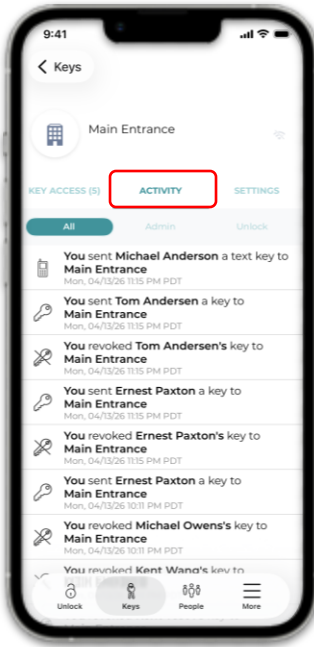 9:41
Keys
Main Entrance
KEY ACCESS (5) ACTIVITY SETTINGS
All Admin Unlock
You sent Michael Anderson a text key to
Main Entrance
Mon, 04/13/26 11:15 PM PDT
You sent Tom Andersen a key to
Main Entrance
Mon, 04/13/26 11:15 PM PDT
You revoked Tom Andersen's key to
Main Entrance
Mon, 04/13/26 11:15 PM PDT
You sent Ernest Paxton a key to
Main Entrance
Mon, 04/13/26 11:15 PM PDT
You revoked Ernest Paxton's key to
Main Entrance
Mon, 04/13/26 11:15 PM PDT
You sent Ernest Paxton a key to
Main Entrance
Mon, 04/13/26 10:11 PM PDT
You revoked Michael Owens's key to
Main Entrance
Mon, 04/13/26 10:11 PM PDT
You revoked Kent Wang's key to
Unlock Keys People More